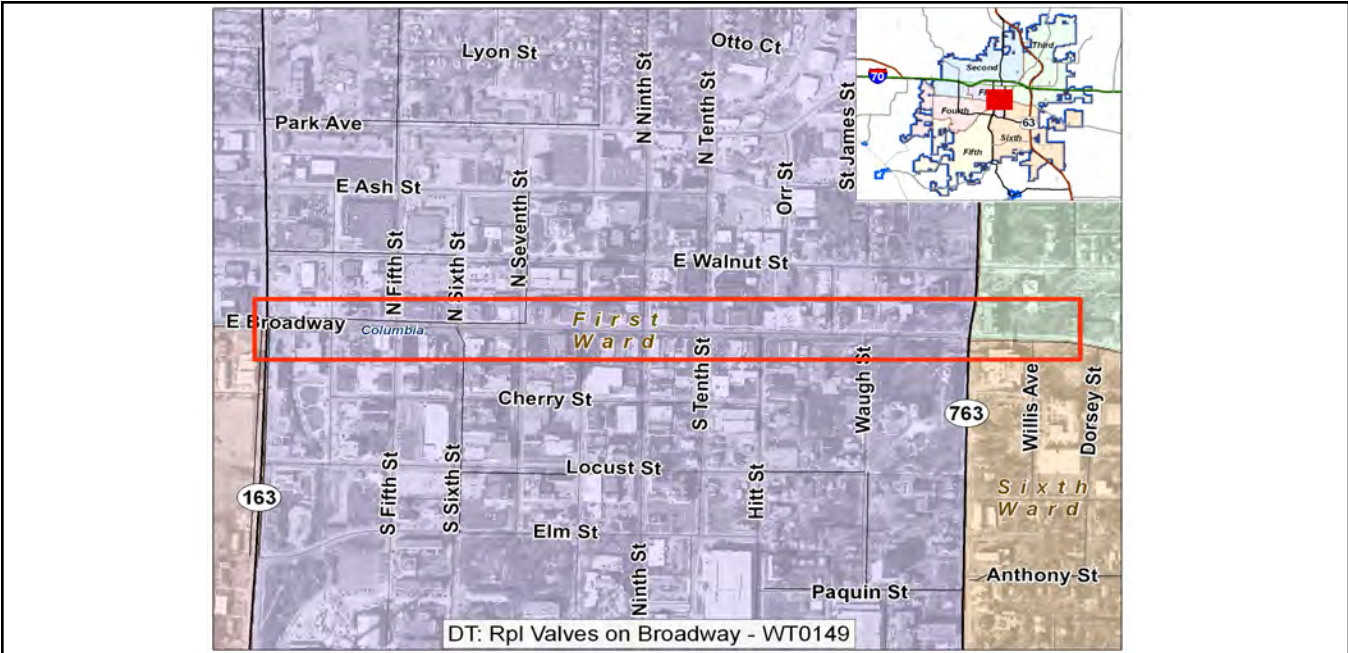 Lyon St
Otto Ct
Park Ave
N Ninth St
N Tenth St
St James St
E Ash St
N Seventh St
Orr St
N Fifth St
N Sixth St
E Walnut St
E Broadway
Columbia
First
Ward
S Tenth St
Cherry St
Waugh St
763
Willis Ave
Dorsey St
Locust St
163
S Fifth St
S Sixth St
Hitt St
Sixth
Ward
Elm St
Ninth St
Anthony St
Paquin St
DT: Rpl Valves on Broadway - WT0149
Third
Second
70
Fourth
63
Sixth
Fifth